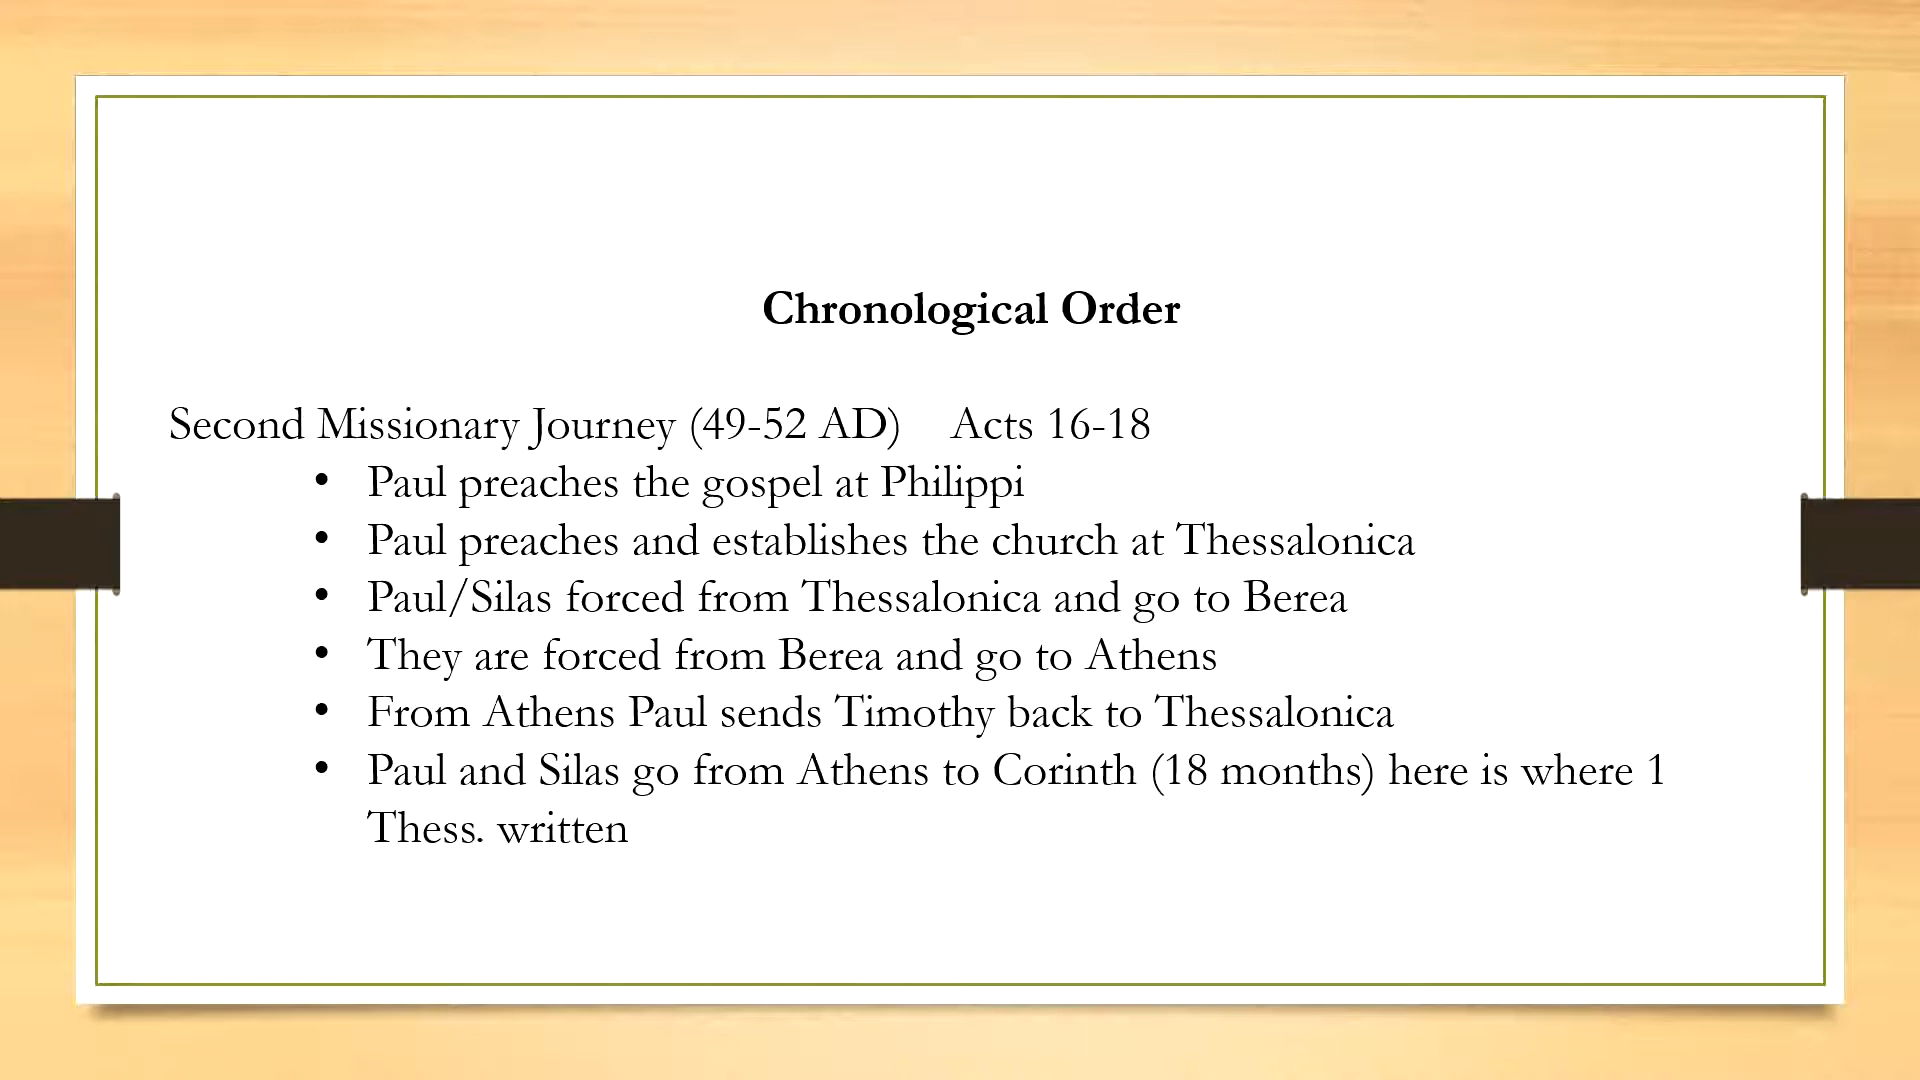 Chronological Order
Second Missionary Journey (49-52 AD) Acts 16-18
• Paul preaches the gospel at Philippi
• Paul preaches and establishes the church at Thessalonica
• Paul/Silas forced from Thessalonica and go to Berea
• They are forced from Berea and go to Athens
• From Athens Paul sends Timothy back to Thessalonica
• Paul and Silas go from Athens to Corinth (18 months) here is where 1
Thess. written